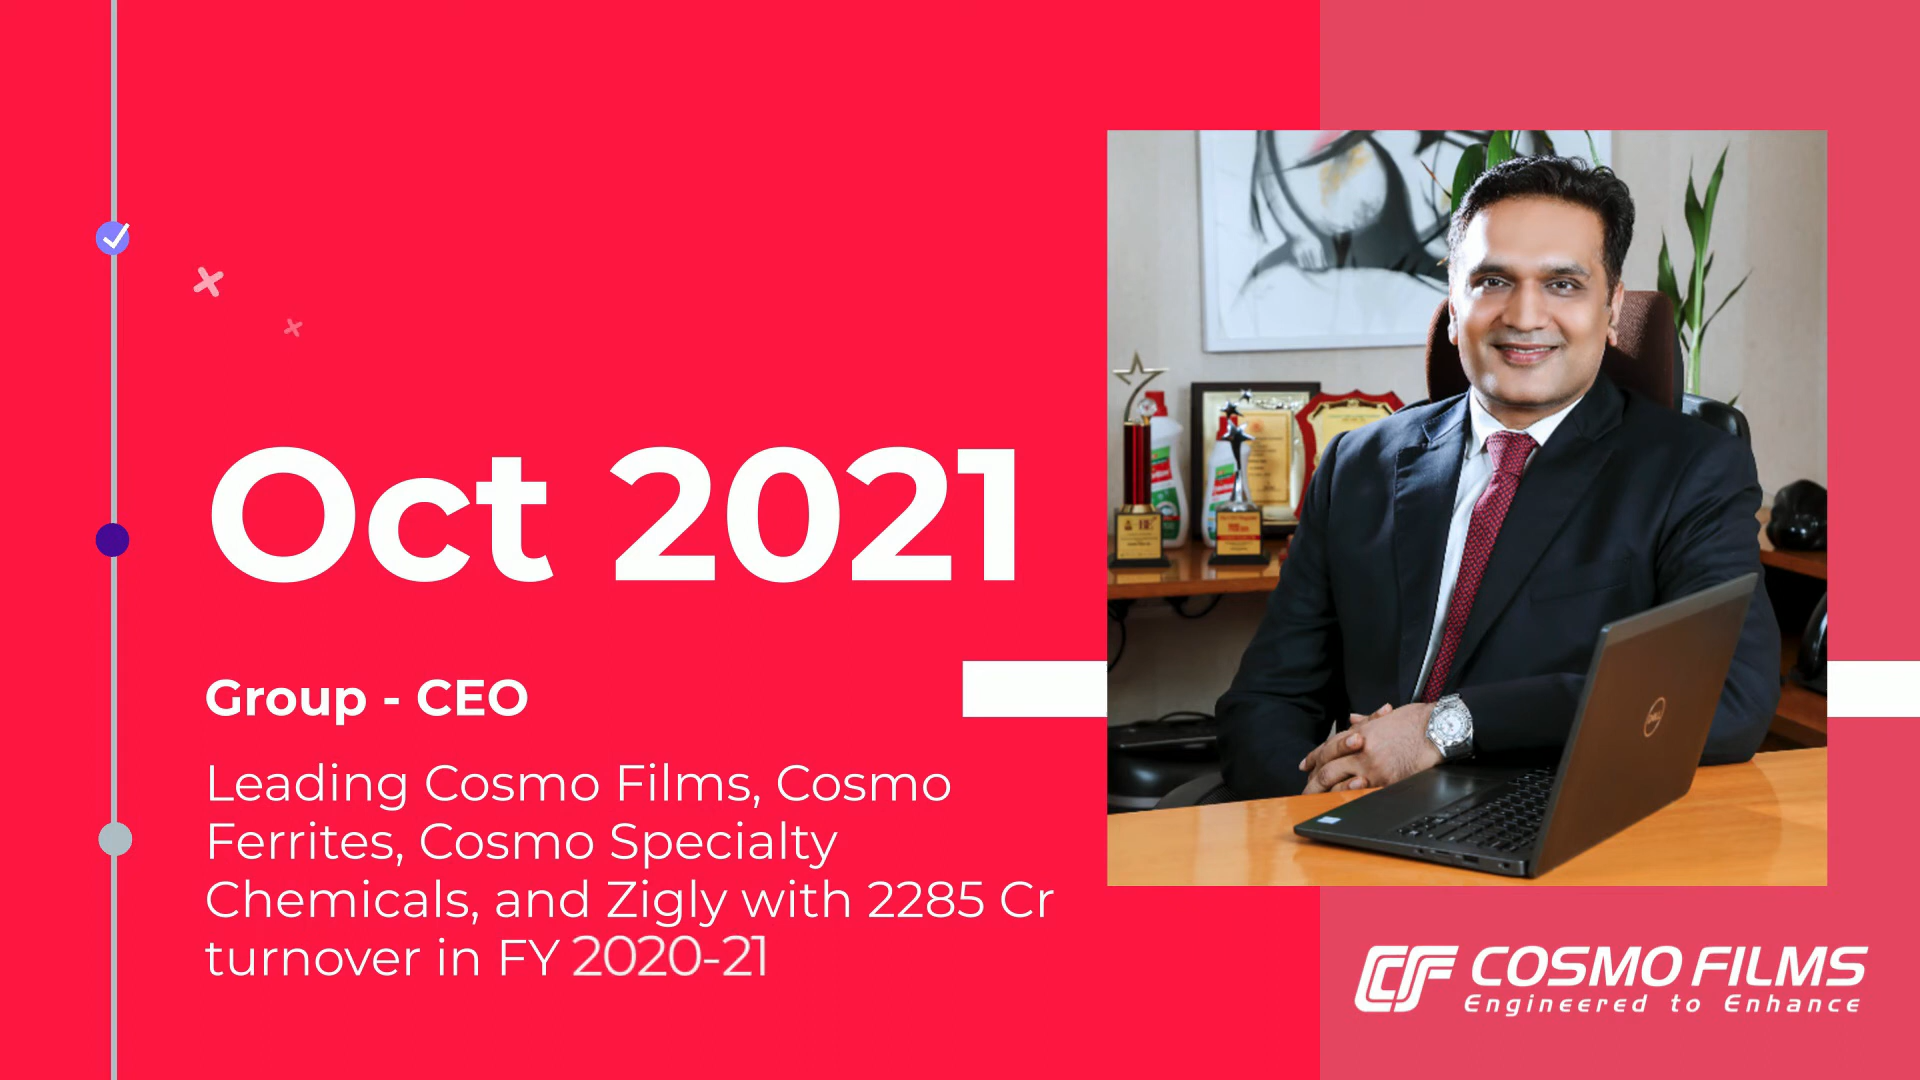 Oct 2021
Group - CEO
Leading Cosmo Films, Cosmo
Ferrites, Cosmo Specialty
Chemicals, and Zigly with 2285 Cr
turnover in FY 2020-21
DELL
COSMO FILMS
Engineered to Enhance